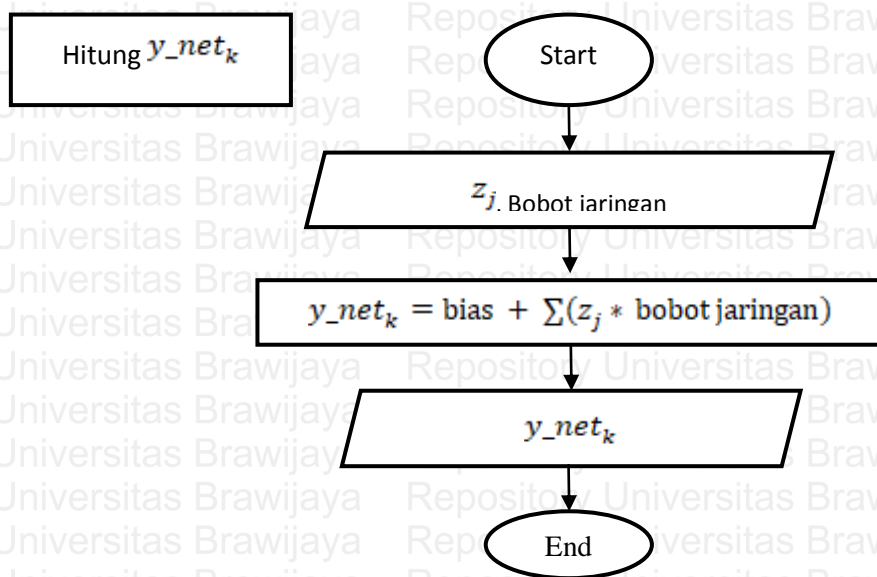 Hitung y_net_k
Start
z_j, Bobot jaringan
y_net_k = bias + ∑(z_j * bobot jaringan)
y_net_k
End
Repository Universitas Brawijaya
Universitas Brawijaya